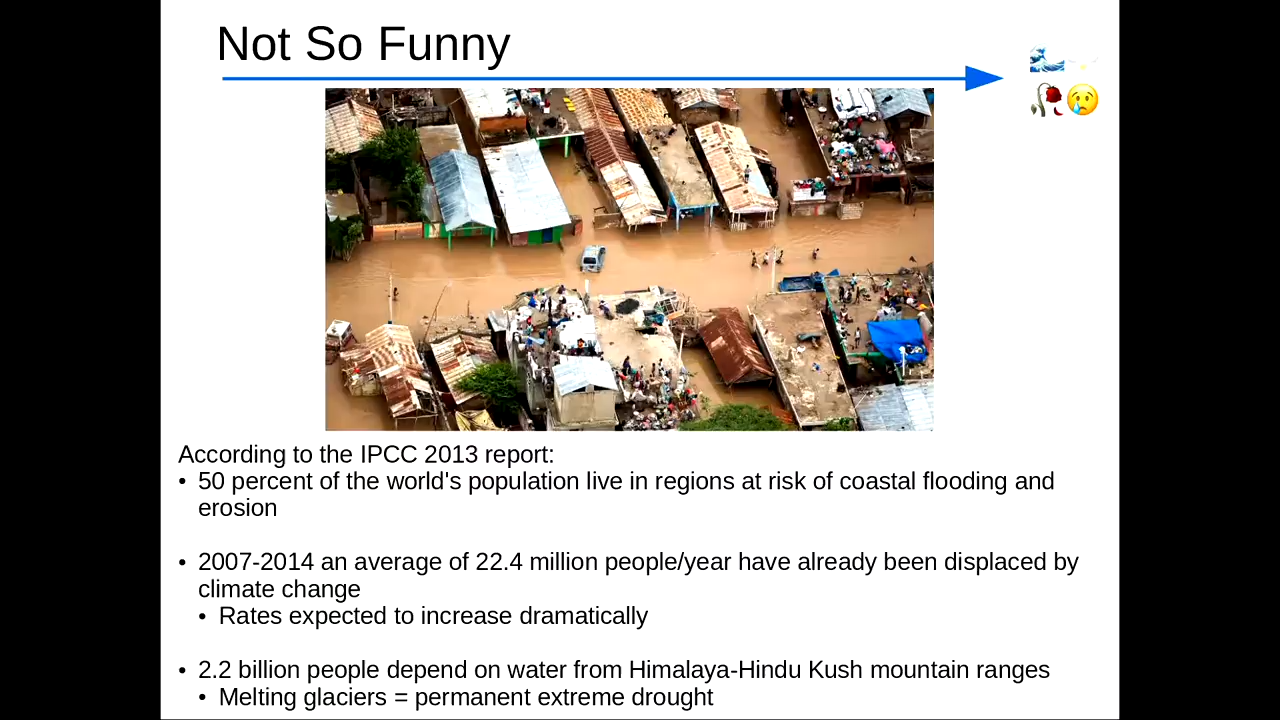 Not So Funny
According to the IPCC 2013 report:
• 50 percent of the world's population live in regions at risk of coastal flooding and
erosion
• 2007-2014 an average of 22.4 million people/year have already been displaced by
climate change
• Rates expected to increase dramatically
• 2.2 billion people depend on water from Himalaya-Hindu Kush mountain ranges
• Melting glaciers = permanent extreme drought